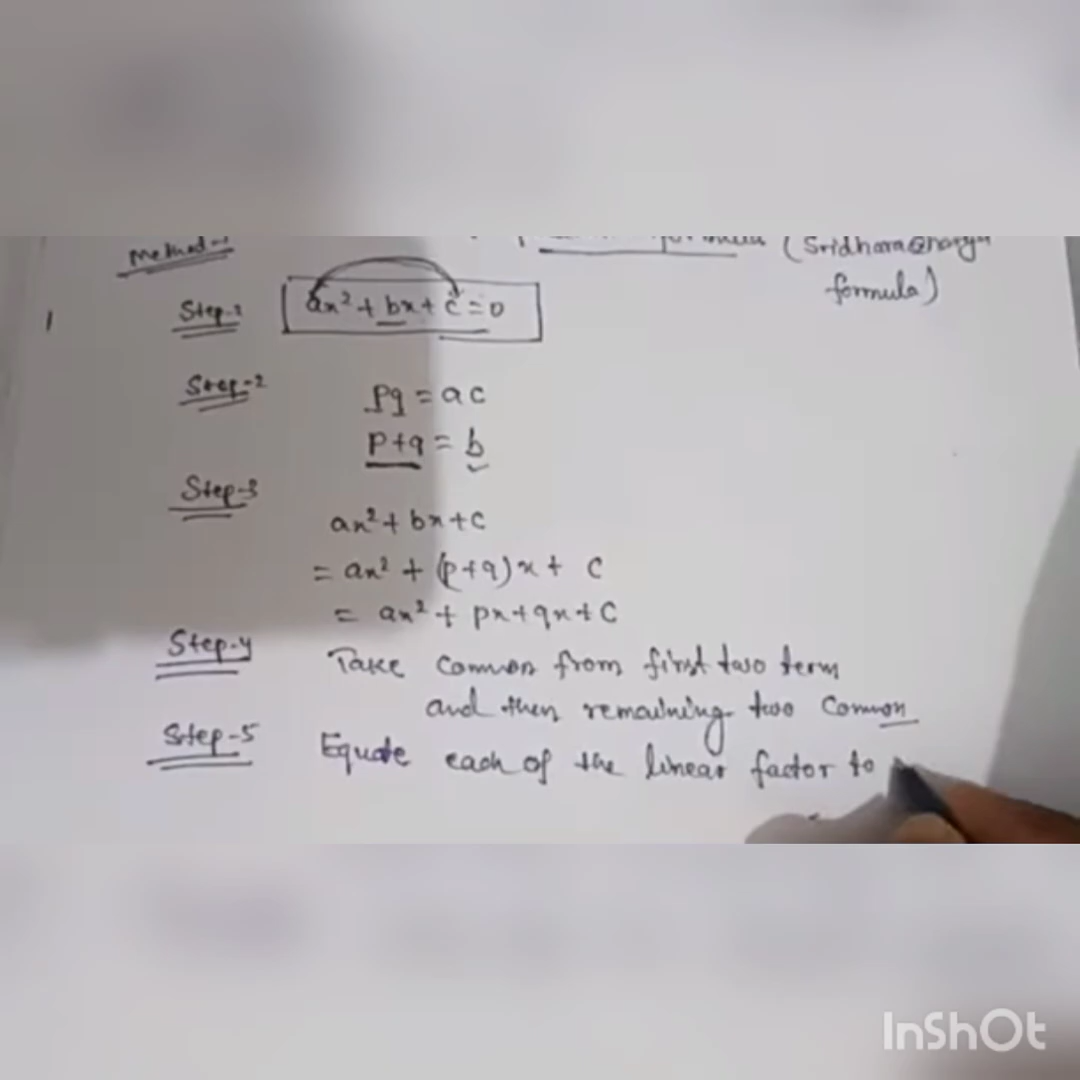 Method-1
formula (Sridharacharya
formula)
Step-1 ax² + bx + c = 0
Step-2 pq = ac
p+q = b
Step-3
ax² + bx + c
= ax² + (p+q)x + c
= ax² + px + qx + c
Step-4 Take Common from first two term
and then remaining two Common
Step-5 Equate each of the linear factor to
InShOt